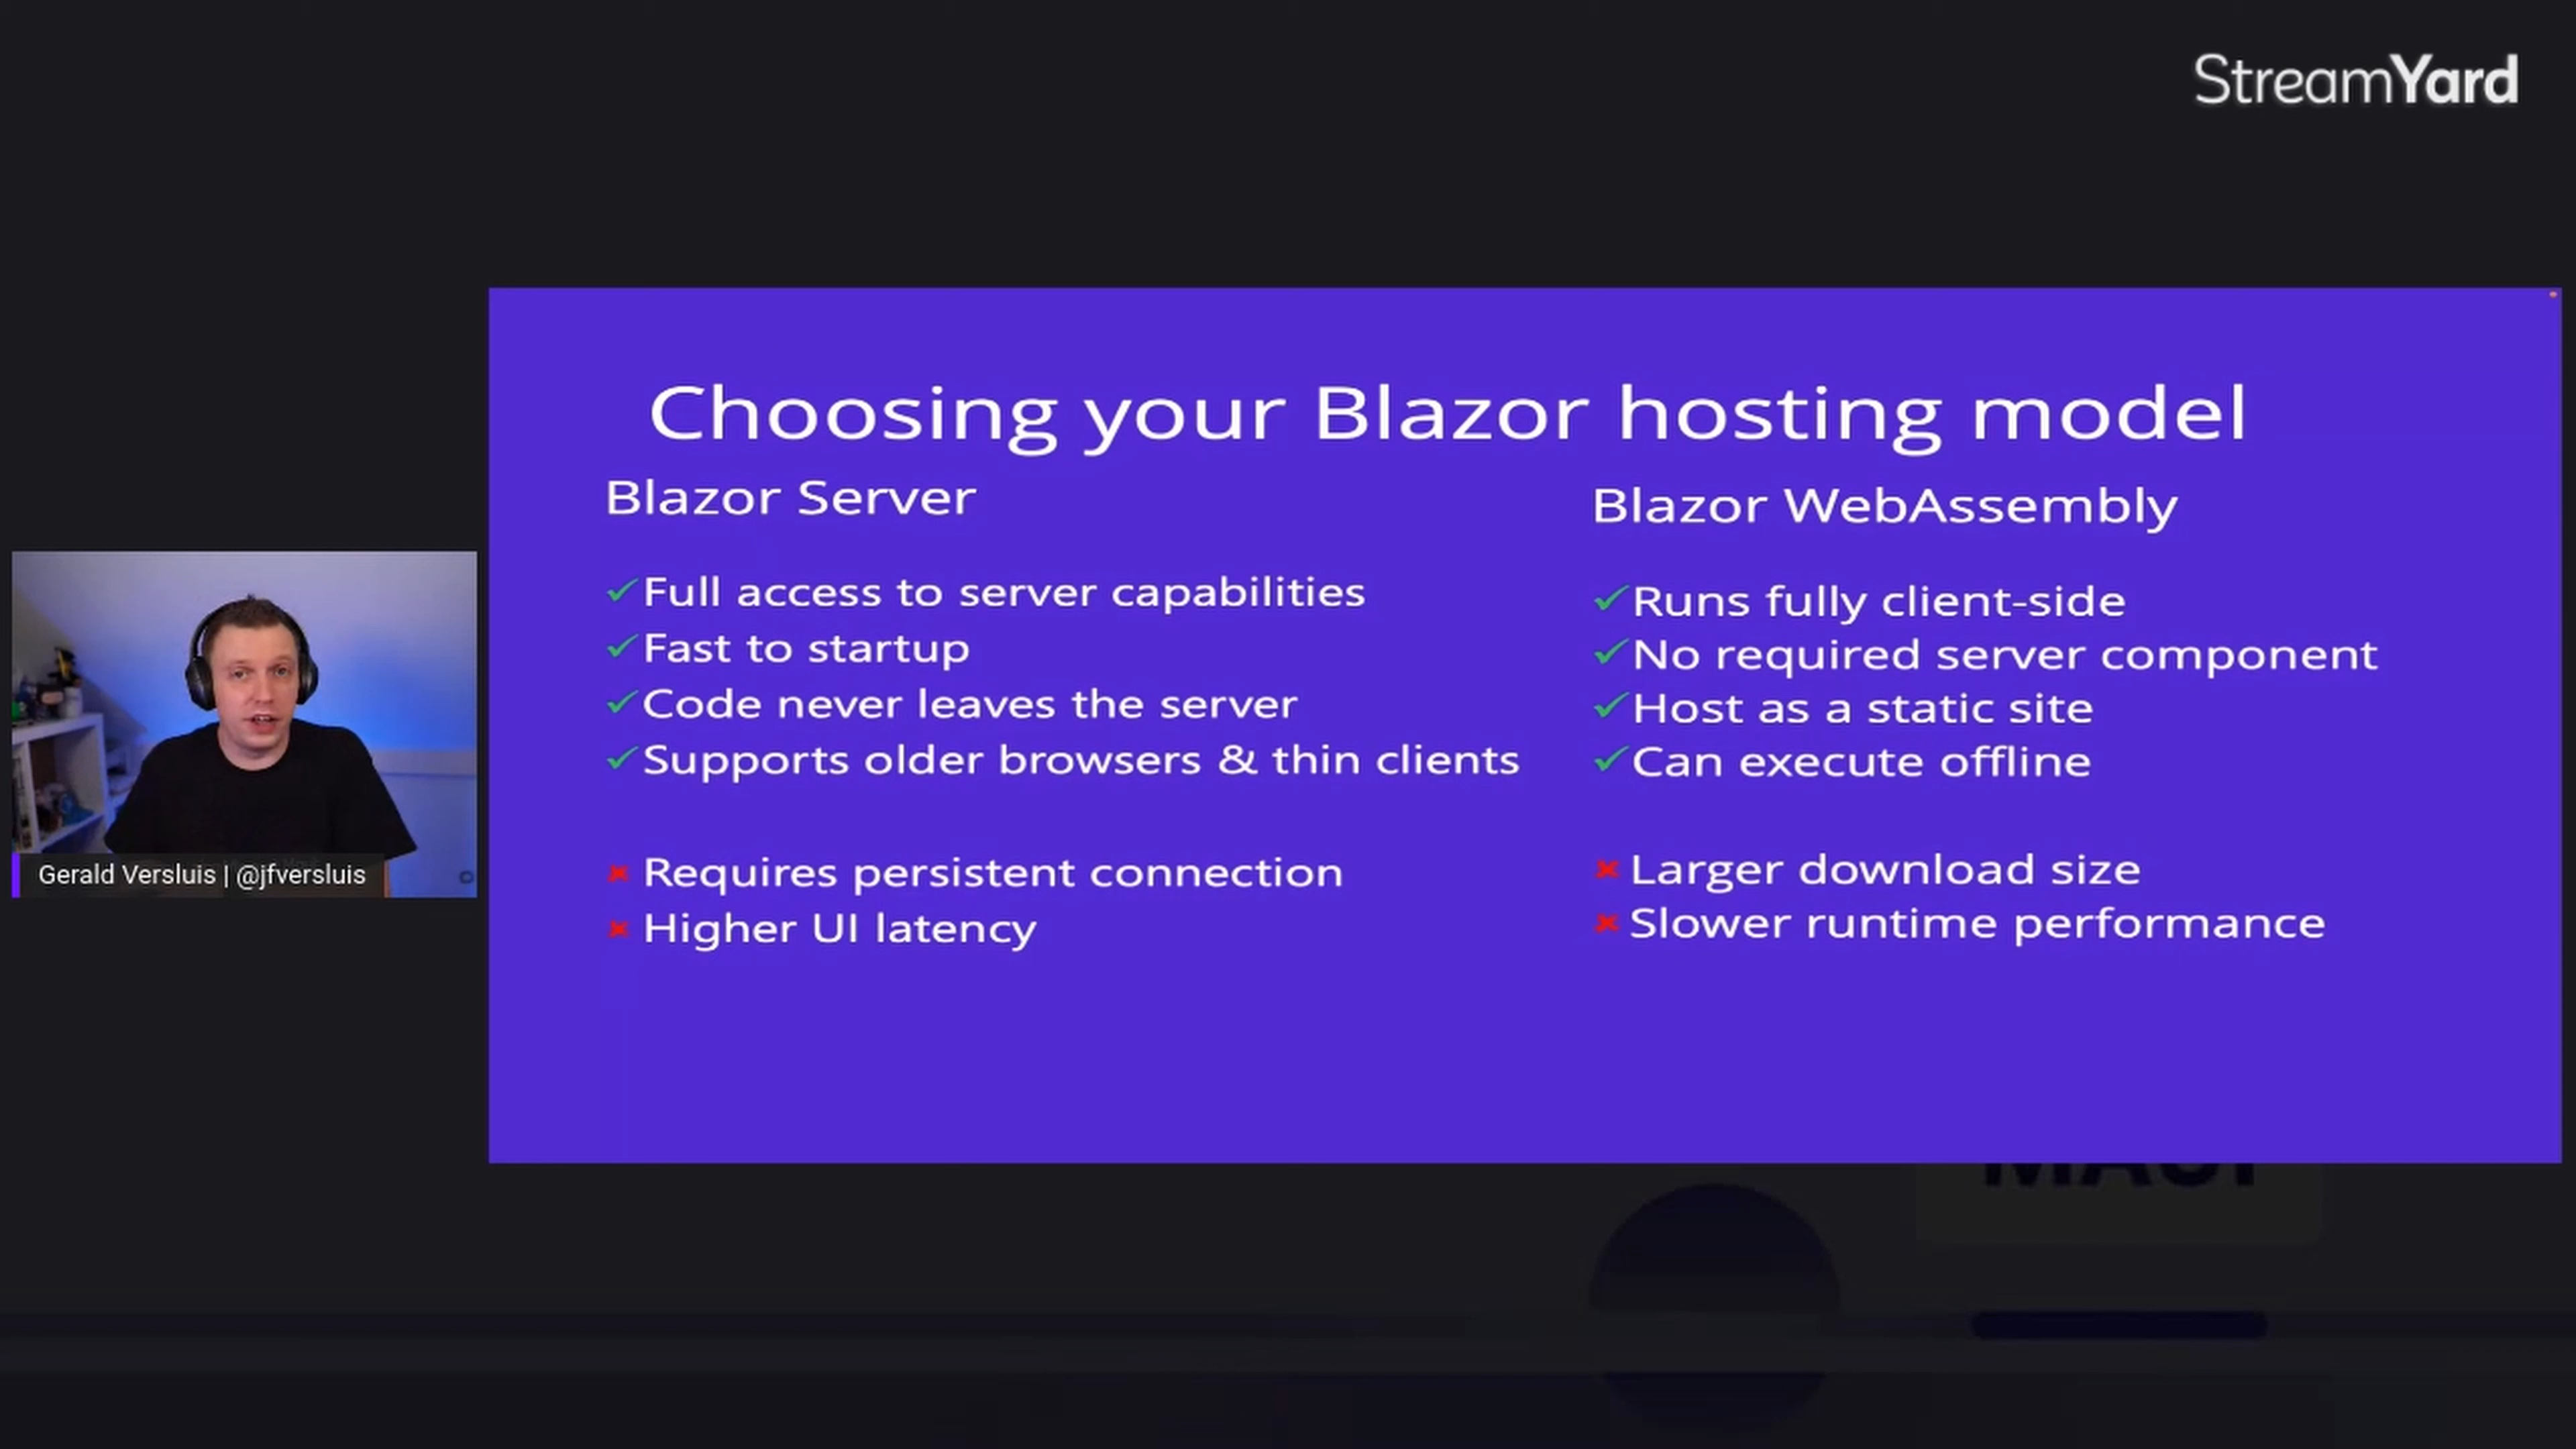 StreamYard
Choosing your Blazor hosting model
Blazor Server
✓Full access to server capabilities
✓Fast to startup
✓Code never leaves the server
✓Supports older browsers & thin clients
✖ Requires persistent connection
✖ Higher UI latency
Blazor WebAssembly
✓Runs fully client-side
✓No required server component
✓Host as a static site
✓Can execute offline
✖ Larger download size
✖ Slower runtime performance
Gerald Versluis | @jfversluis
MAUI